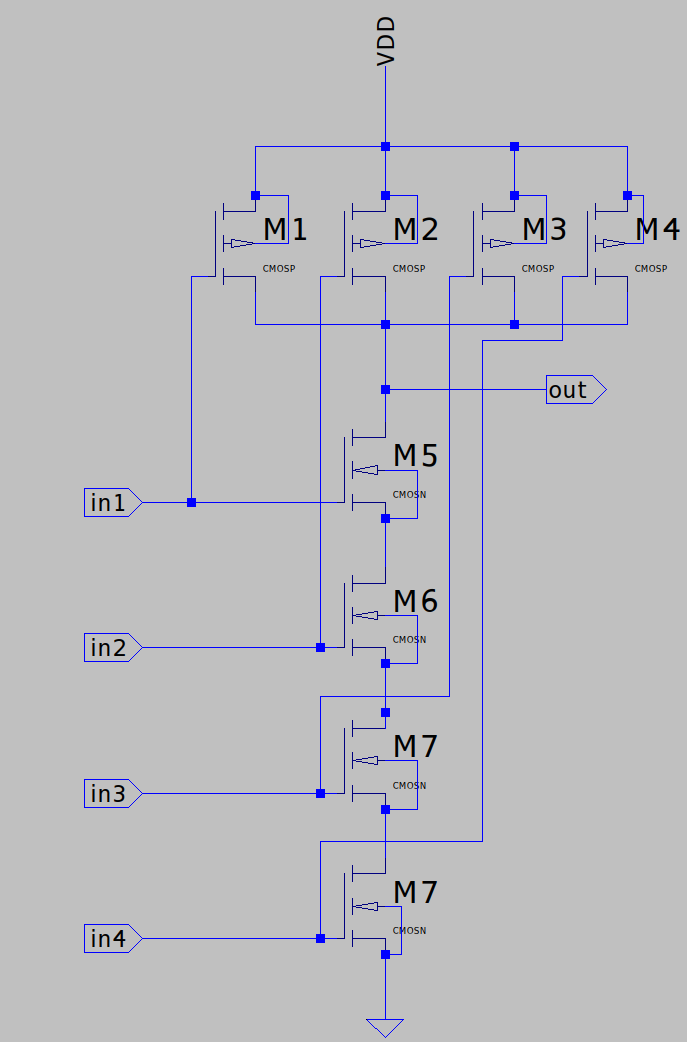 VDD
M1
M2
M3
M4
CMOSP
CMOSP
CMOSP
CMOSP
out
M5
CMOSN
in1
M6
CMOSN
in2
M7
CMOSN
in3
M7
CMOSN
in4